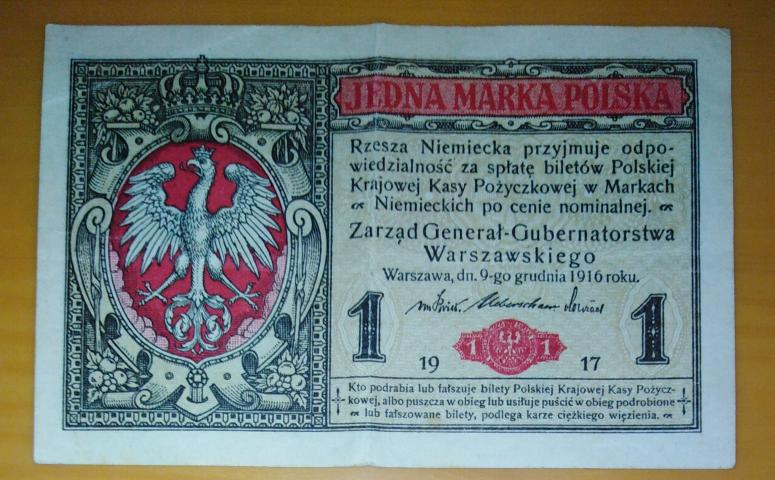 JEDNA MARKA POLSKA
Rzesza Niemiecka przyjmuje odpo-
wiedzialność za spłatę biletów Polskiej
Krajowej Kasy Pożyczkowej w Markach
Niemieckich po cenie nominalnej.
Zarząd Generał-Gubernatorstwa
Warszawskiego
Warszawa, dn. 9-go grudnia 1916 roku.
1 1
1 1
19 17
Kto podrabia lub fałszuje bilety Polskiej Krajowej Kasy Pożycz-
kowej, albo puszcza w obieg lub usiłuje puścić w obieg podrobione
lub fałszowane bilety, podlega karze ciężkiego więzienia.